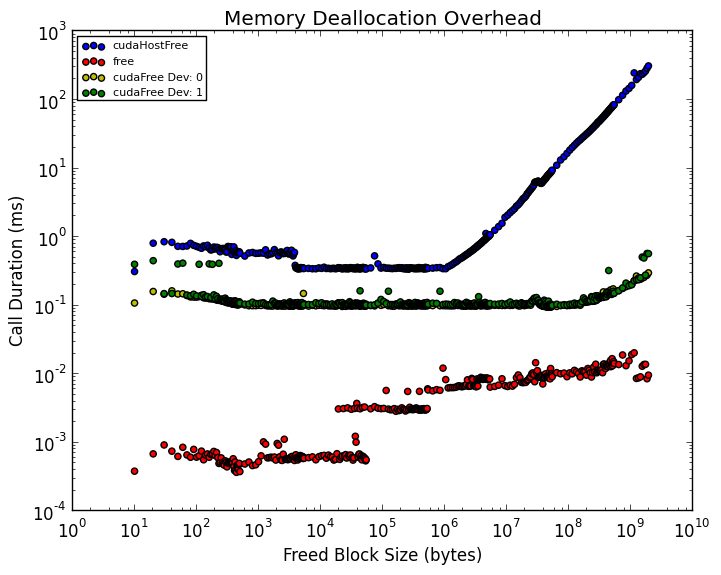 Memory Deallocation Overhead
10^3
10^2
10^1
10^0
10^-1
10^-2
10^-3
10^-4
Call Duration (ms)
cudaHostFree
free
cudaFree Dev: 0
cudaFree Dev: 1
10^0 10^1 10^2 10^3 10^4 10^5 10^6 10^7 10^8 10^9 10^10
Freed Block Size (bytes)